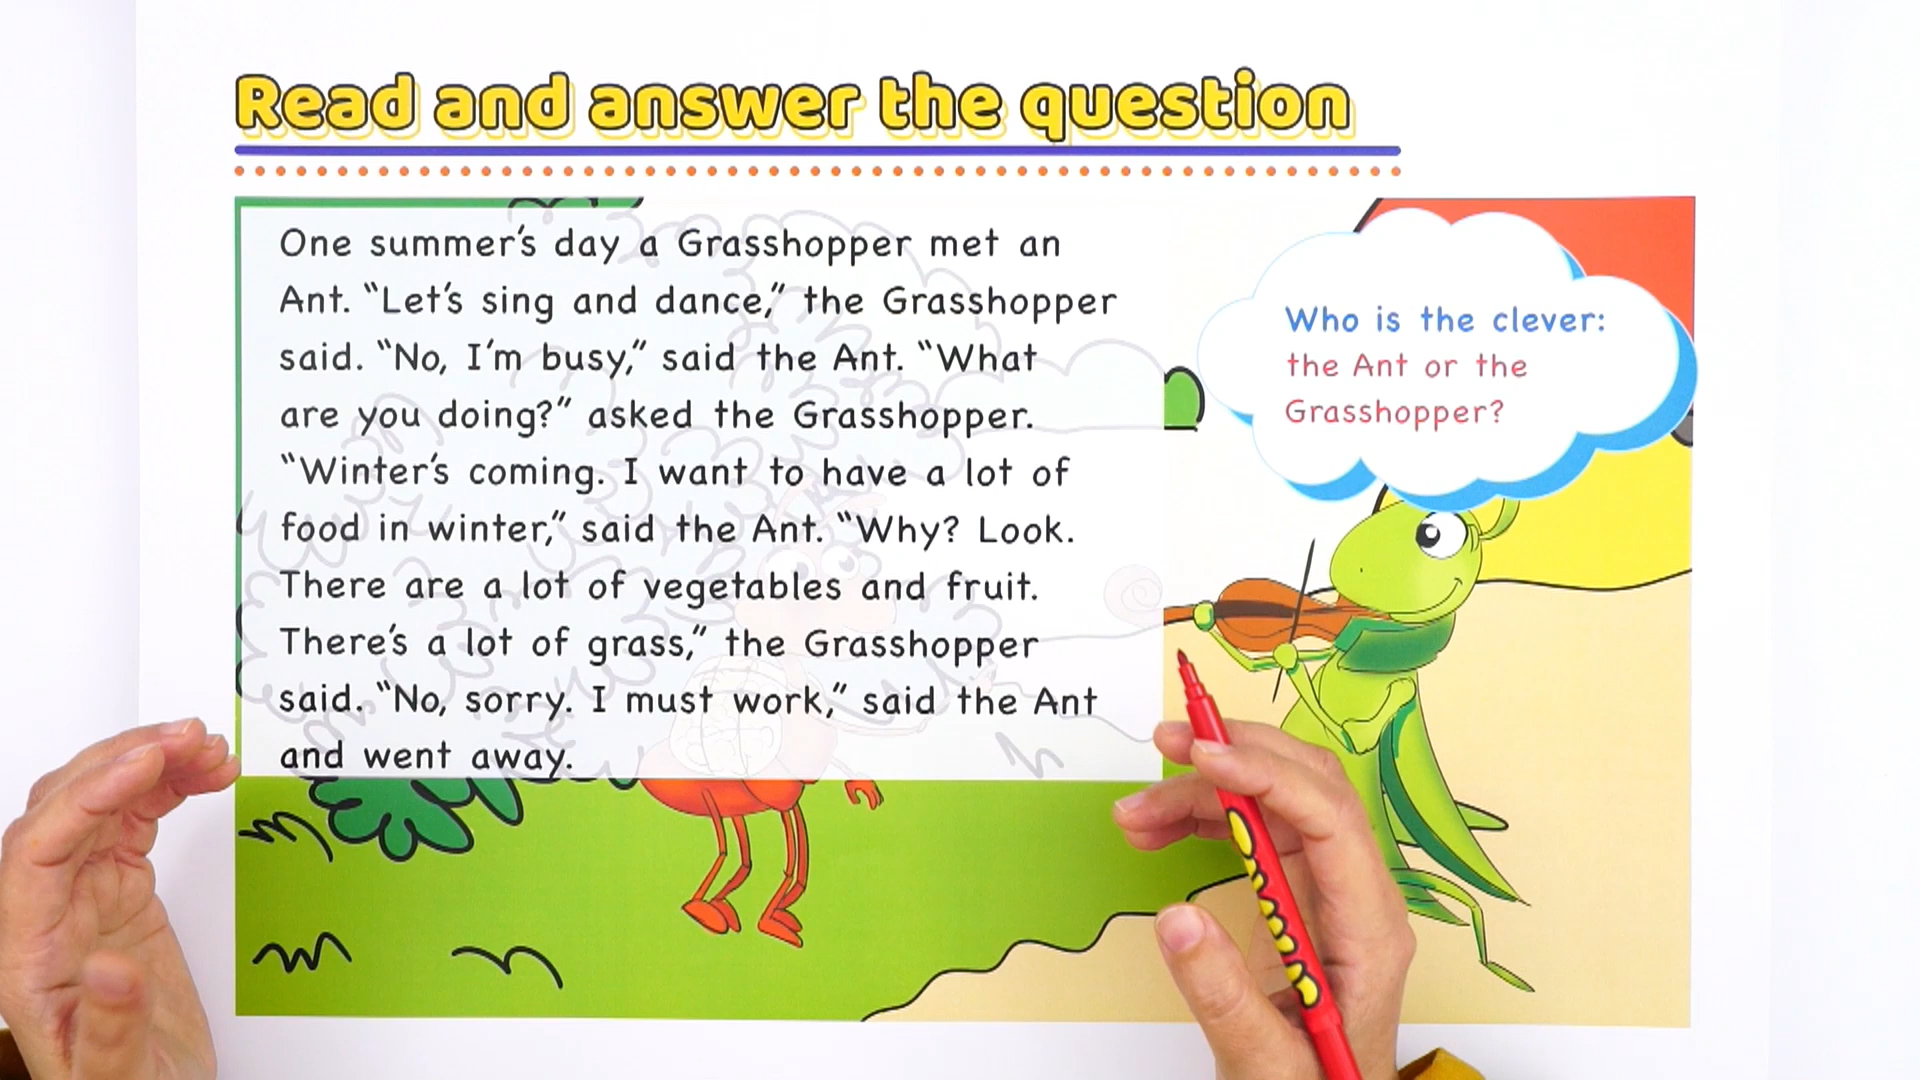 Read and answer the question
One summer's day a Grasshopper met an
Ant. “Let's sing and dance,” the Grasshopper
said. “No, I'm busy,” said the Ant. “What
are you doing?” asked the Grasshopper.
“Winter's coming. I want to have a lot of
food in winter,” said the Ant. “Why? Look.
There are a lot of vegetables and fruit.
There's a lot of grass,” the Grasshopper
said. “No, sorry. I must work,” said the Ant
and went away.
Who is the clever:
the Ant or the
Grasshopper?